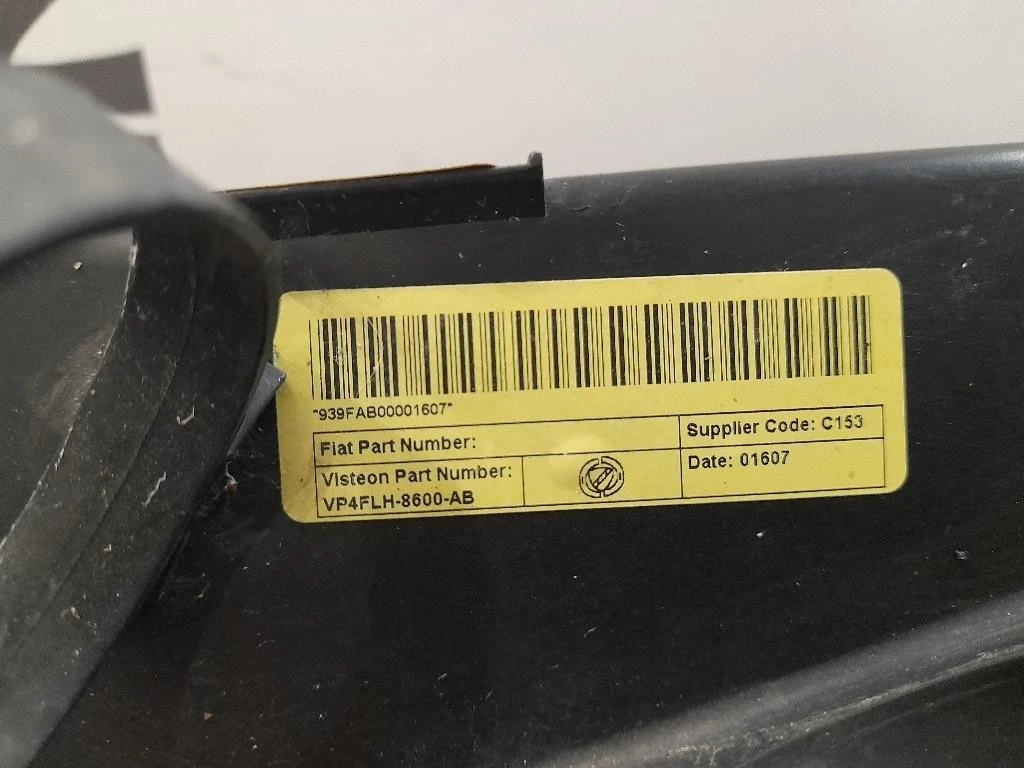 *939FAB00001607*
Fiat Part Number:
Supplier Code: C153
Visteon Part Number:
VP4FLH-8600-AB
Date: 01607